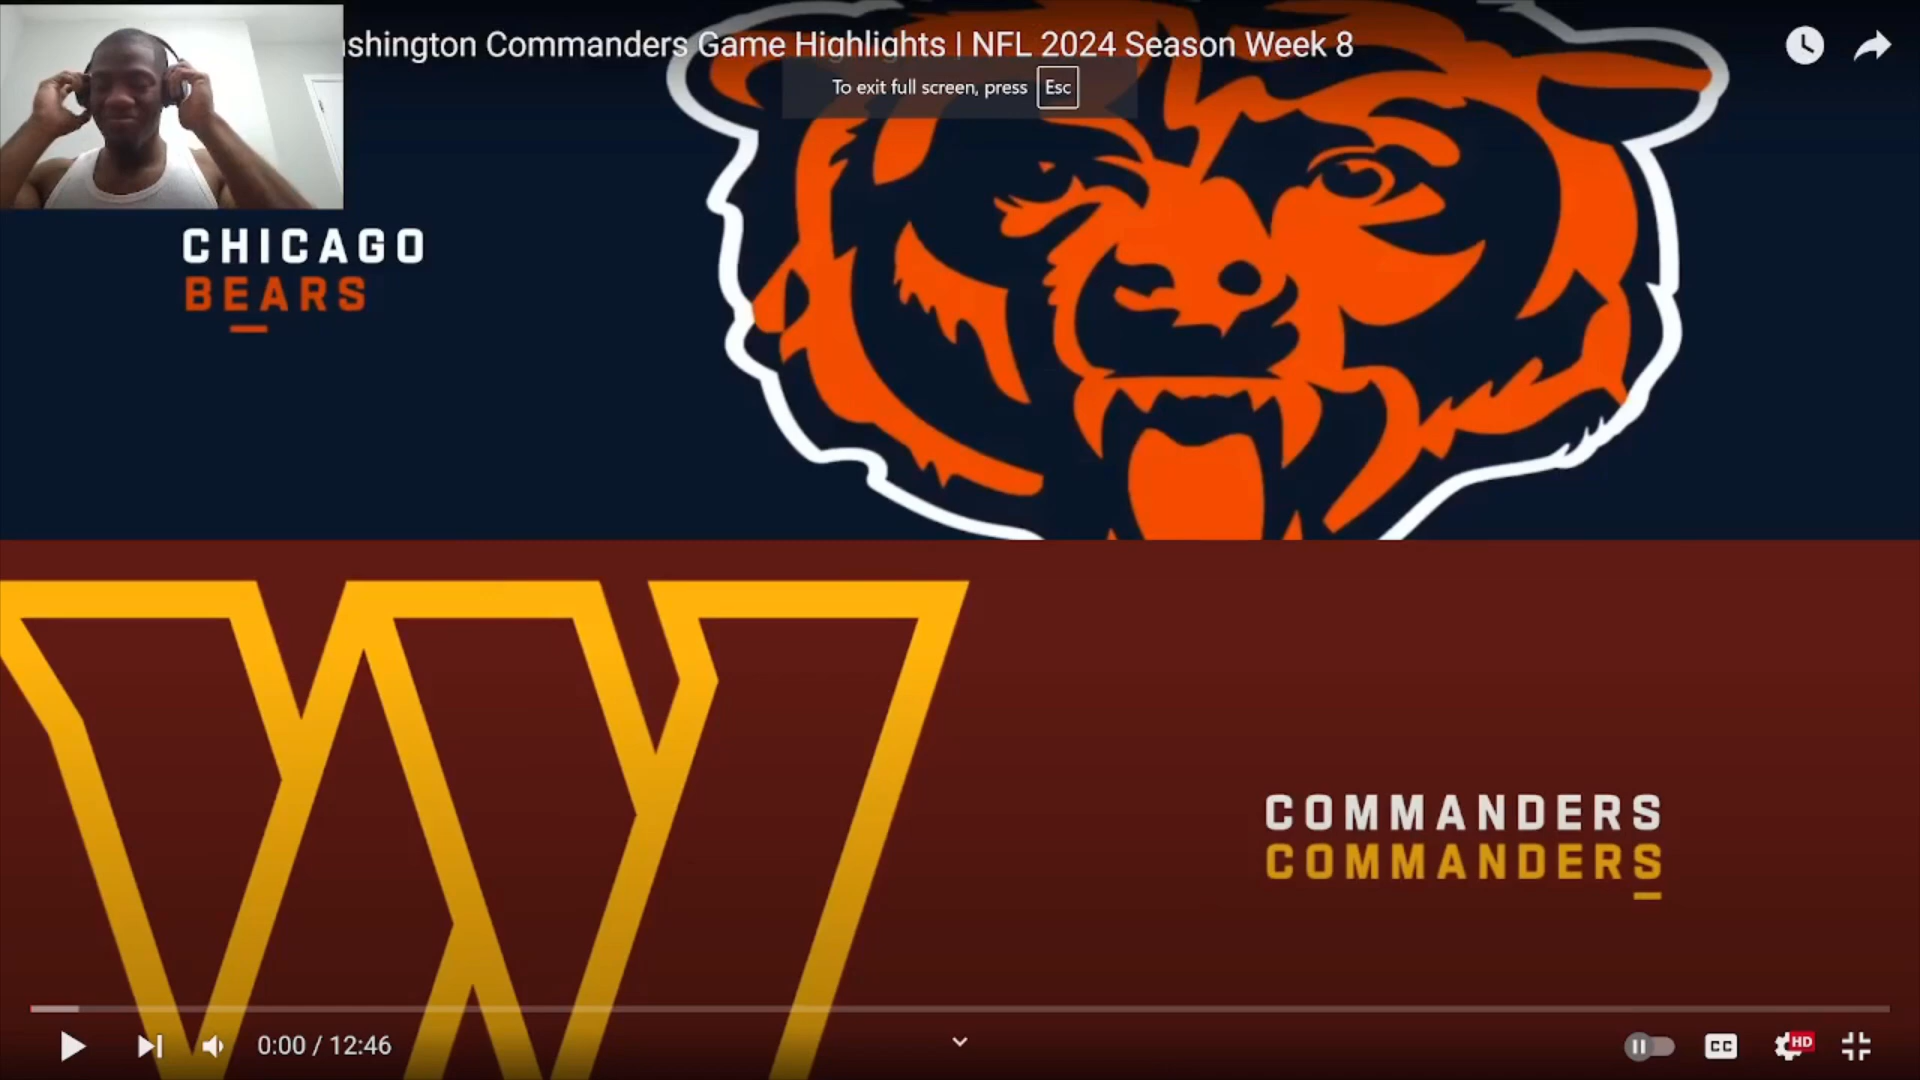 shington Commanders Game Highlights | NFL 2024 Season Week 8
To exit full screen, press Esc
CHICAGO
BEARS
COMMANDERS
COMMANDERS
0:00 / 12:46
CC
HD